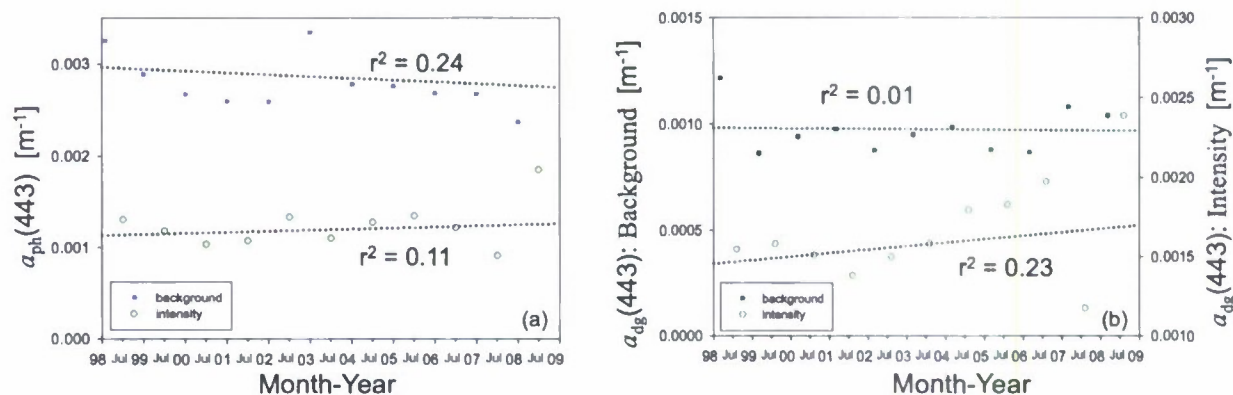 r² = 0.24
r² = 0.11
a_ph(443) [m⁻¹]
0.003
0.002
0.001
0.000
background
intensity
(a)
98 Jul 99 Jul 00 Jul 01 Jul 02 Jul 03 Jul 04 Jul 05 Jul 06 Jul 07 Jul 08 Jul 09
Month-Year
a_dg(443): Background [m⁻¹]
0.0015
0.0010
0.0005
0.0000
r² = 0.01
r² = 0.23
background
intensity
(b)
98 Jul 99 Jul 00 Jul 01 Jul 02 Jul 03 Jul 04 Jul 05 Jul 06 Jul 07 Jul 08 Jul 09
Month-Year
0.0030
0.0025
0.0020
0.0015
0.0010
a_dg(443): Intensity [m⁻¹]